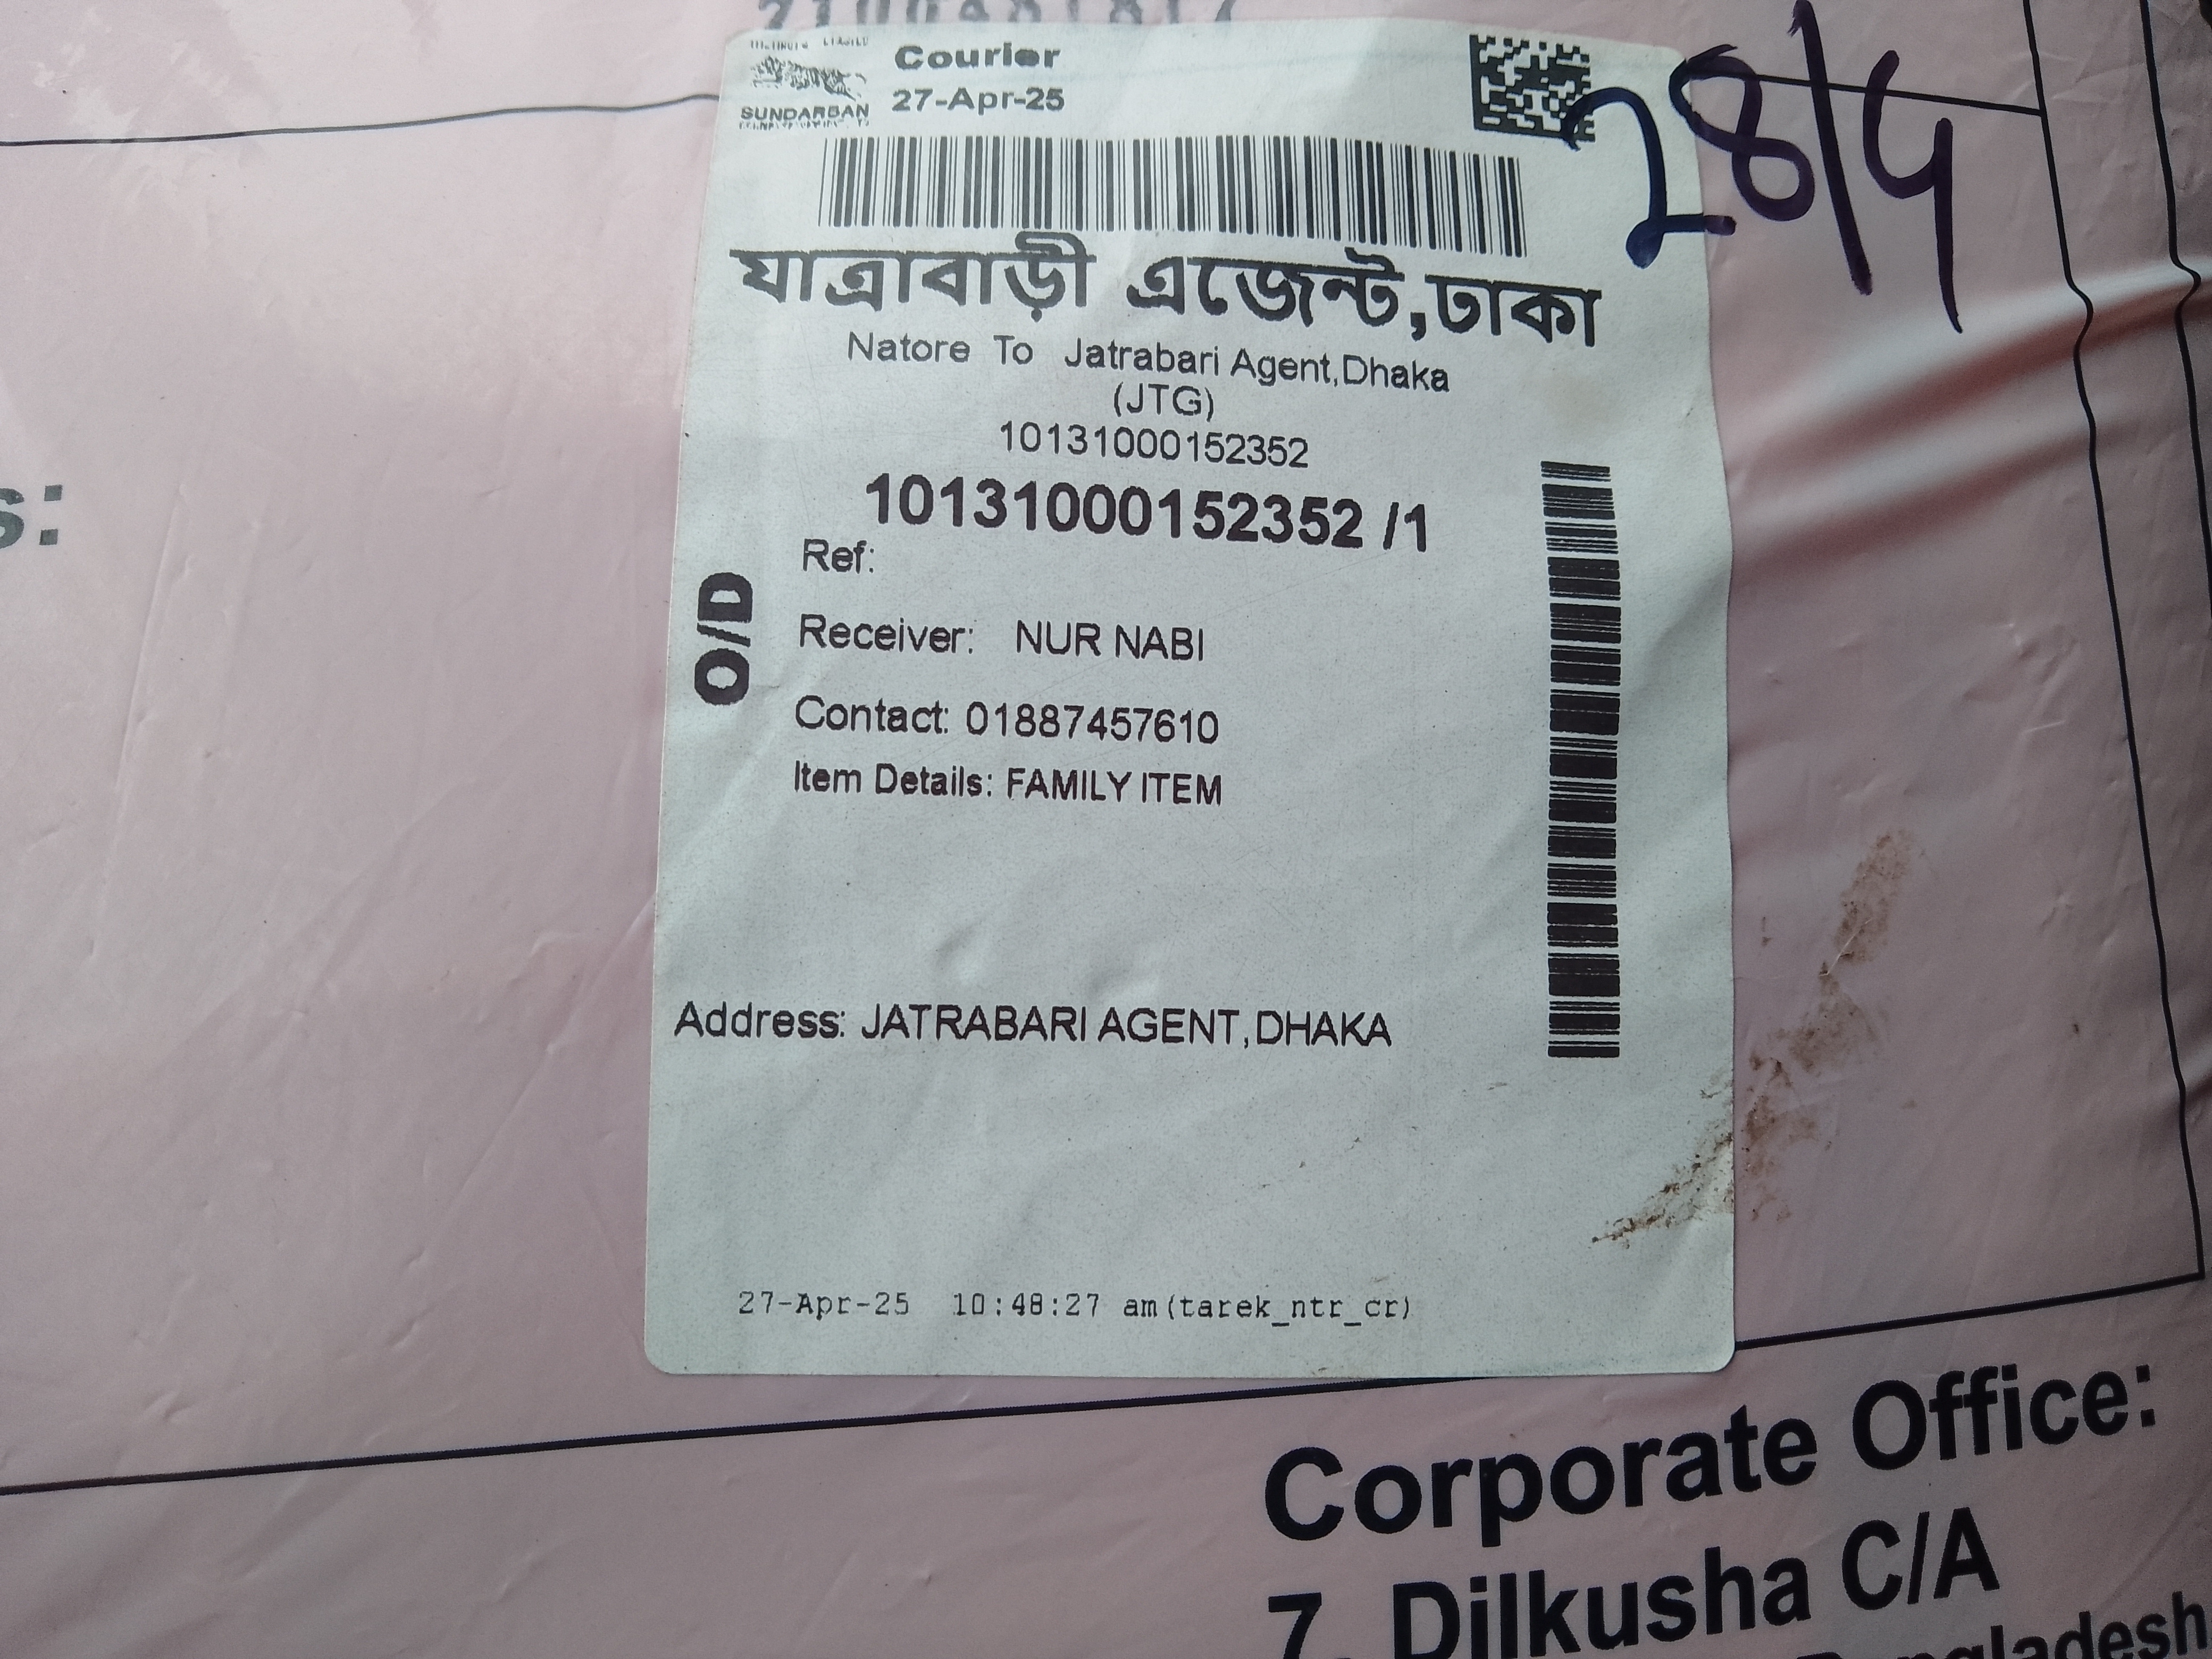 Courier
27-Apr-25
SUNDARBAN
28/4
যাত্রাবাড়ী এজেন্ট,ঢাকা
Natore To Jatrabari Agent,Dhaka
(JTG)
10131000152352
10131000152352 /1
Ref:
O/D
Receiver: NUR NABI
Contact: 01887457610
Item Details: FAMILY ITEM
Address: JATRABARI AGENT,DHAKA
27-Apr-25 10:48:27 am(tarek_ntr_cr)
Corporate Office:
7, Dilkusha C/A